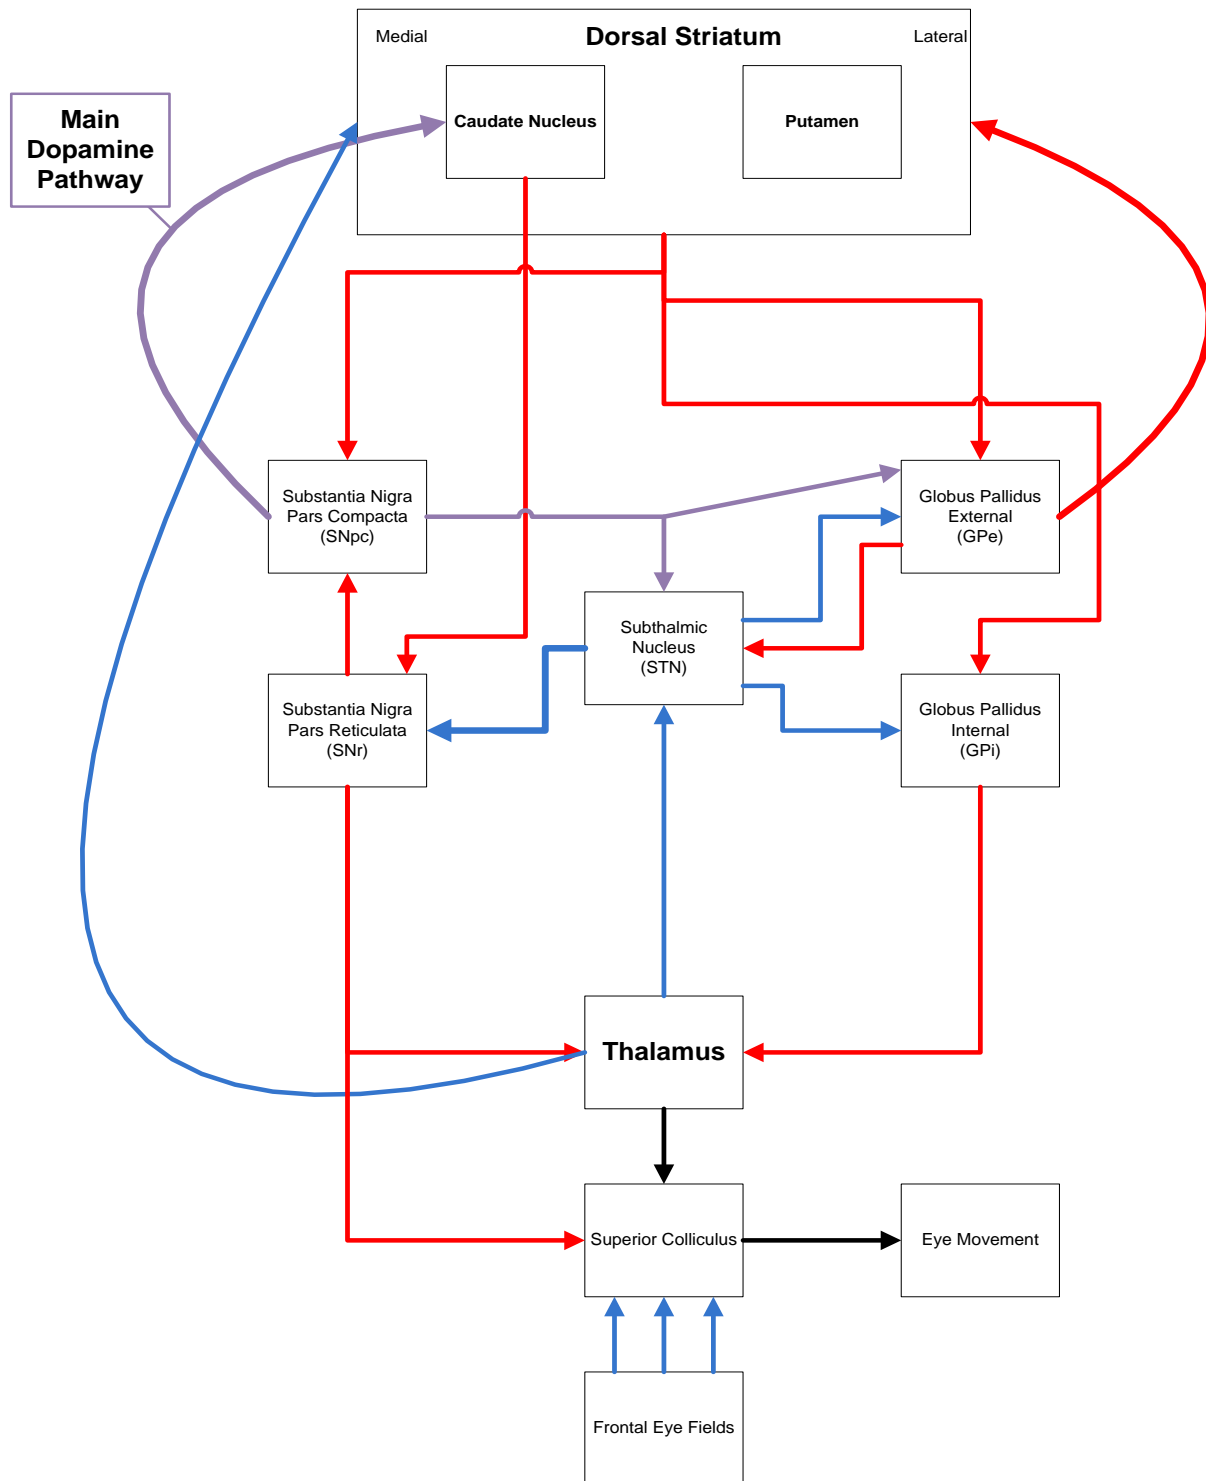 Medial
Dorsal Striatum
Lateral
Main
Dopamine
Pathway
Caudate Nucleus
Putamen
Substantia Nigra
Pars Compacta
(SNpc)
Globus Pallidus
External
(GPe)
Subthalmic
Nucleus
(STN)
Substantia Nigra
Pars Reticulata
(SNr)
Globus Pallidus
Internal
(GPi)
Thalamus
Superior Colliculus
Eye Movement
Frontal Eye Fields